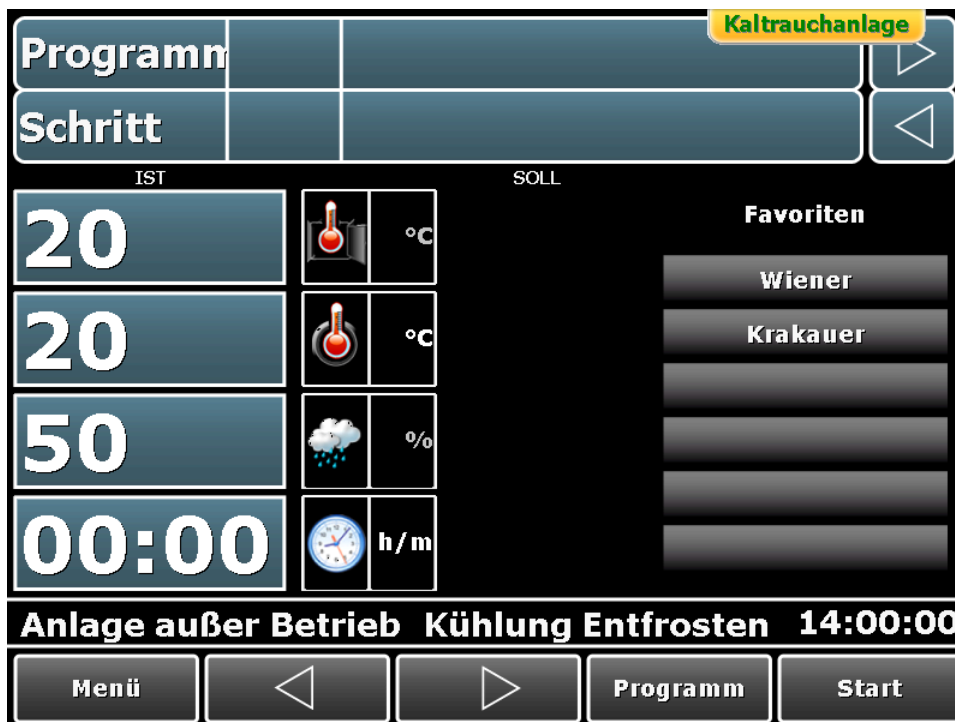 Kaltrauchanlage
Programm
Schritt
IST
SOLL
20
°C
Favoriten
Wiener
20
°C
Krakauer
50
%
00:00
h/m
Anlage außer Betrieb Kühlung Entfrosten 14:00:00
Menü
Programm
Start